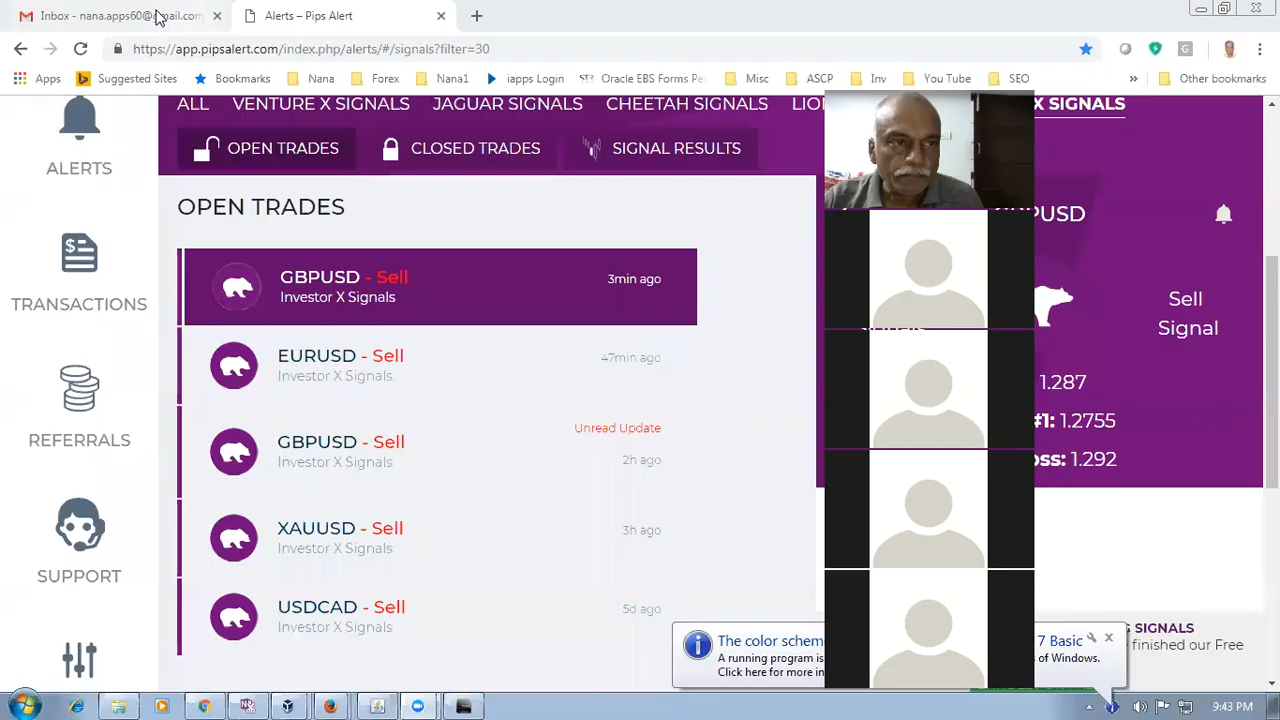 Inbox - nana.apps60@gmail.com
Alerts – Pips Alert
https://app.pipsalert.com/index.php/alerts/#/signals?filter=30
Apps
Suggested Sites
Bookmarks
Nana
Forex
Nana1
iapps Login
Oracle EBS Forms Pe
Misc
ASCP
Inv
You Tube
SEO
»
Other bookmarks
ALL
VENTURE X SIGNALS
JAGUAR SIGNALS
CHEETAH SIGNALS
LIO
X SIGNALS
OPEN TRADES
CLOSED TRADES
SIGNAL RESULTS
ALERTS
TRANSACTIONS
REFERRALS
SUPPORT
OPEN TRADES
GBPUSD - Sell
Investor X Signals
3min ago
EURUSD - Sell
Investor X Signals
47min ago
GBPUSD - Sell
Investor X Signals
Unread Update
2h ago
XAUUSD - Sell
Investor X Signals
3h ago
USDCAD - Sell
Investor X Signals
5d ago
PUSD
Sell
Signal
1.287
#1: 1.2755
oss: 1.292
G SIGNALS
finished our Free
The color schem
7 Basic
A running program is
e of Windows.
Click here for more in
9:43 PM